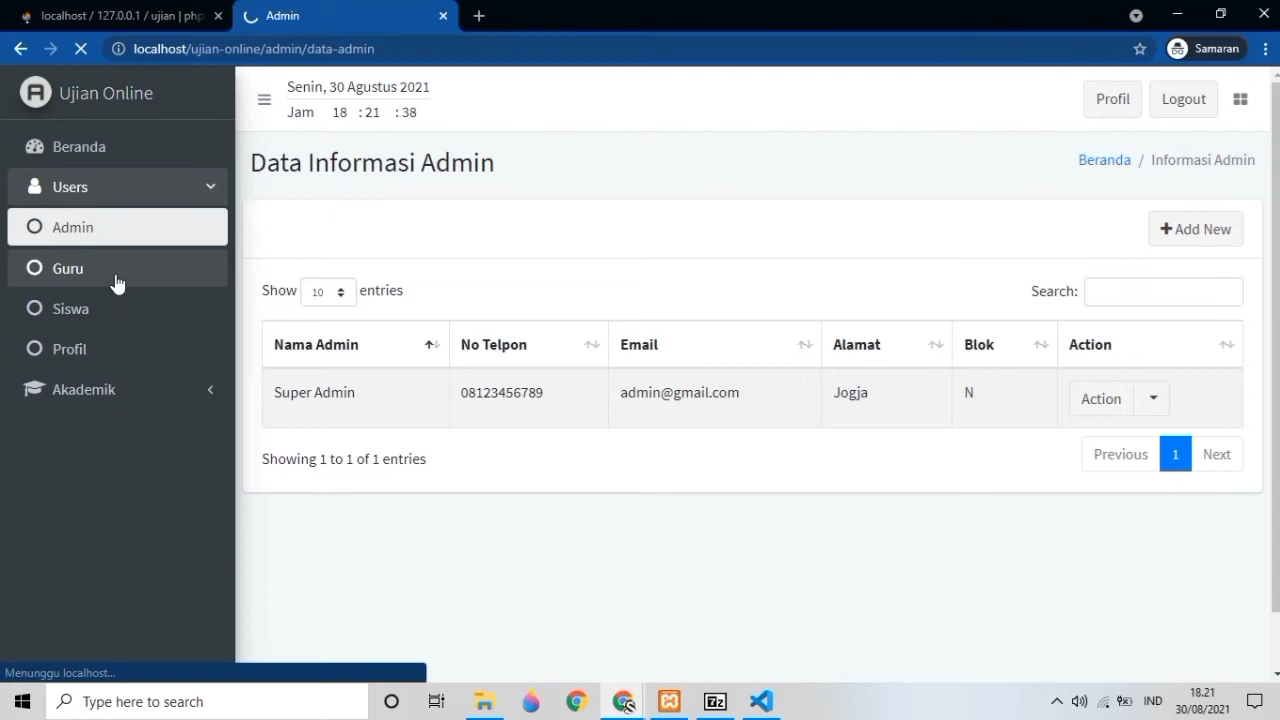 localhost / 127.0.0.1 / ujian | php
Admin
localhost/ujian-online/admin/data-admin
Samaran
Ujian Online
Senin, 30 Agustus 2021
Jam 18 : 21 : 38
Profil
Logout
Beranda
Users
Admin
Guru
Siswa
Profil
Akademik
Data Informasi Admin
Beranda / Informasi Admin
Add New
Show 10 entries
Search:
Nama Admin No Telpon Email Alamat Blok Action
Super Admin 08123456789 admin@gmail.com Jogja N Action
Showing 1 to 1 of 1 entries
Previous 1 Next
Menunggu localhost...
Type here to search
IND
18.21
30/08/2021